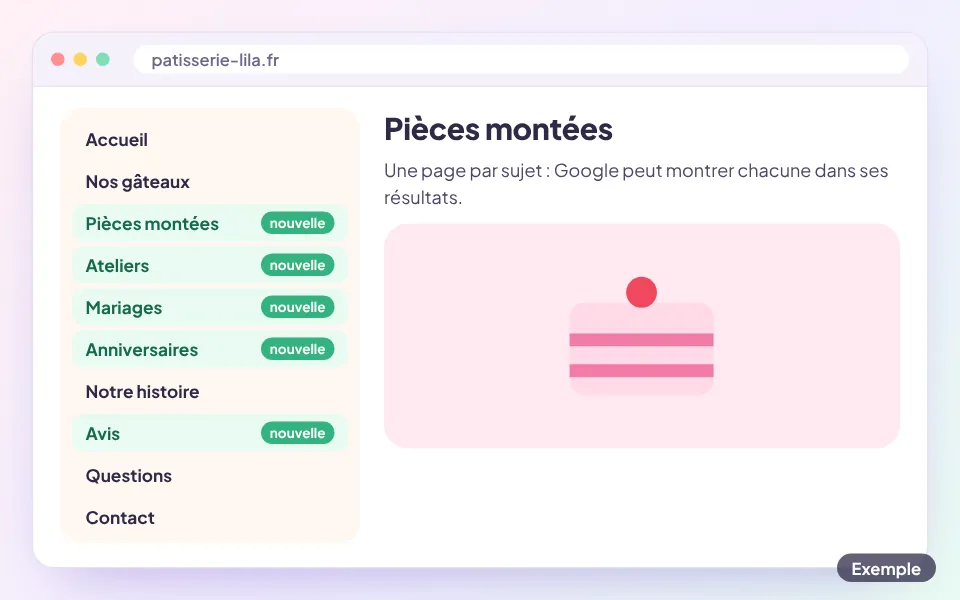 patisserie-lila.fr
Accueil
Nos gâteaux
Pièces montées nouvelle
Ateliers nouvelle
Mariages nouvelle
Anniversaires nouvelle
Notre histoire
Avis nouvelle
Questions
Contact
Pièces montées
Une page par sujet : Google peut montrer chacune dans ses
résultats.
Exemple